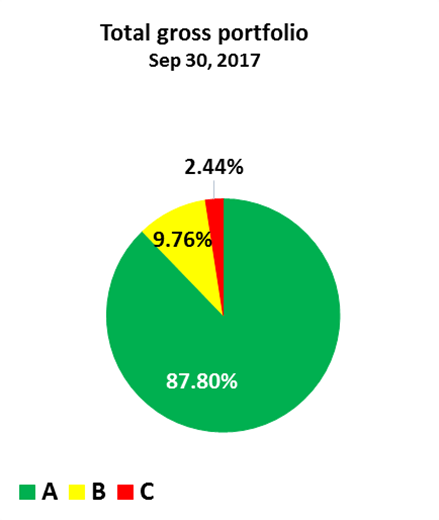 Total gross portfolio
Sep 30, 2017
2.44%
9.76%
87.80%
A B C